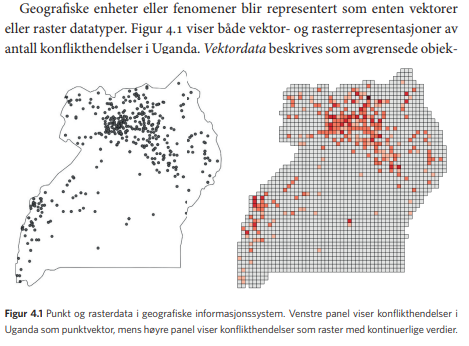 Geografiske enheter eller fenomener blir representert som enten vektorer
eller raster datatyper. Figur 4.1 viser både vektor- og rasterrepresentasjoner av
antall konflikthendelser i Uganda. Vektordata beskrives som avgrensede objek-
Figur 4.1 Punkt og rasterdata i geografiske informasjonssystem. Venstre panel viser konflikthendelser i
Uganda som punktvektor, mens høyre panel viser konflikthendelser som raster med kontinuerlige verdier.